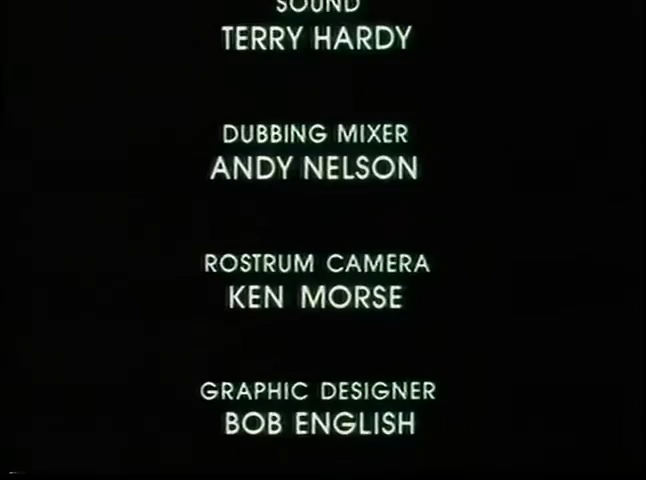 SOUND
TERRY HARDY
DUBBING MIXER
ANDY NELSON
ROSTRUM CAMERA
KEN MORSE
GRAPHIC DESIGNER
BOB ENGLISH